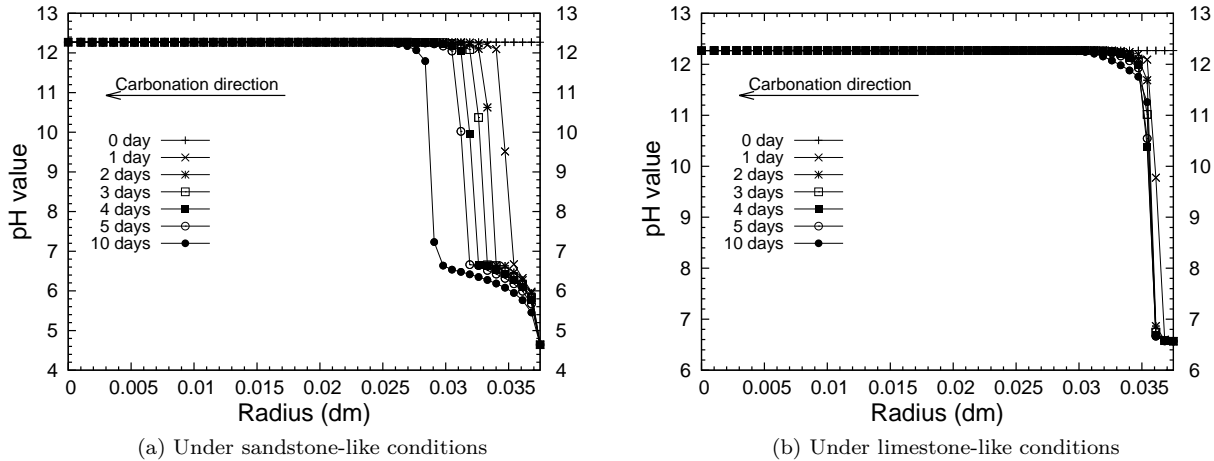 13
12
11
10
9
8
7
6
5
4
13
12
11
10
9
8
7
6
5
4
0 0.005 0.01 0.015 0.02 0.025 0.03 0.035
pH value
Radius (dm)
Carbonation direction
0 day
1 day
2 days
3 days
4 days
5 days
10 days
(a) Under sandstone-like conditions
13
12
11
10
9
8
7
6
13
12
11
10
9
8
7
6
0 0.005 0.01 0.015 0.02 0.025 0.03 0.035
pH value
Radius (dm)
Carbonation direction
0 day
1 day
2 days
3 days
4 days
5 days
10 days
(b) Under limestone-like conditions